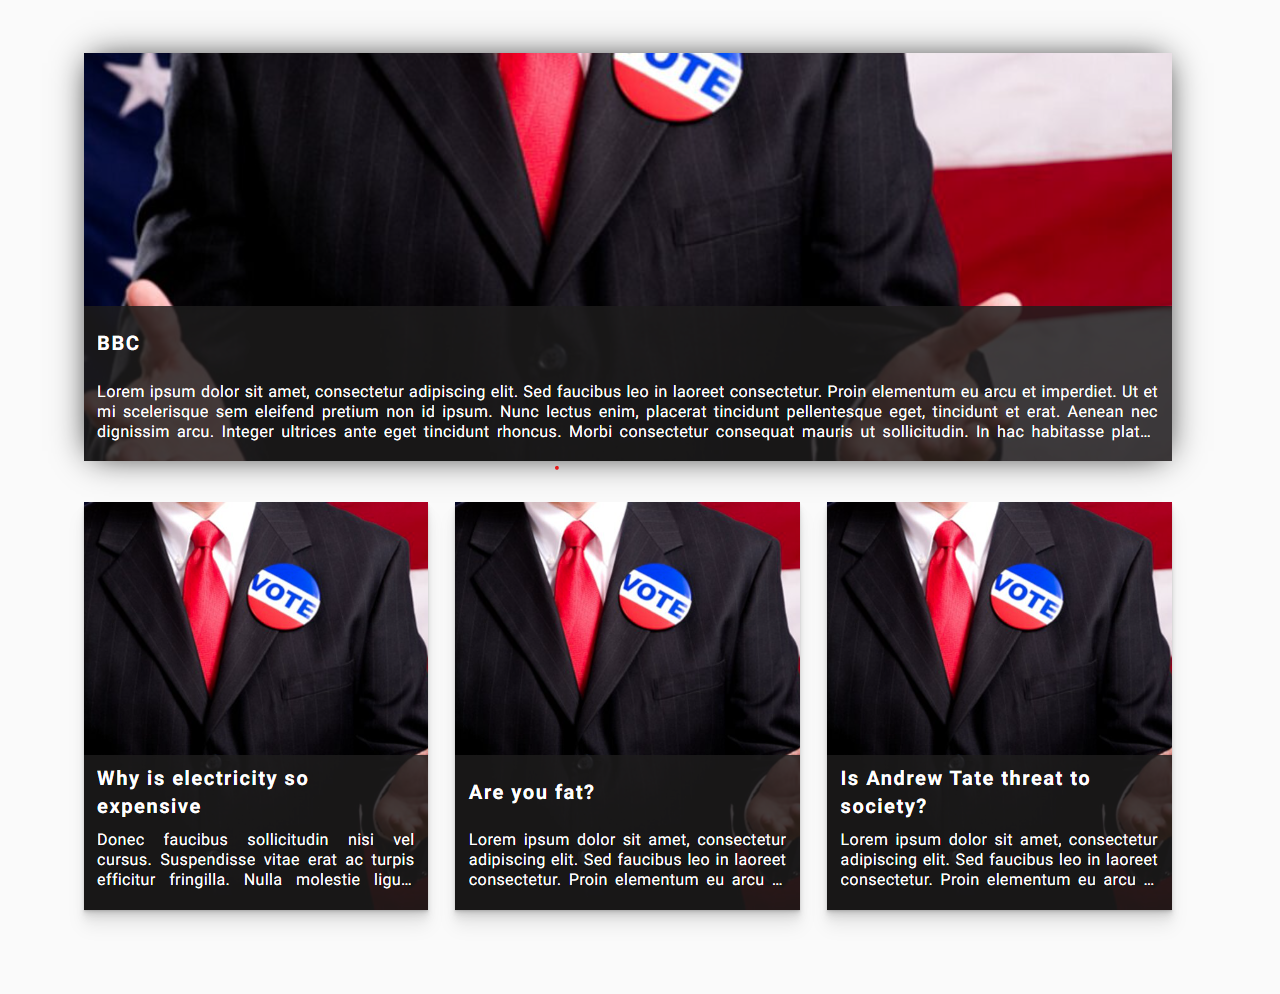 OTE
BBC
Lorem ipsum dolor sit amet, consectetur adipiscing elit. Sed faucibus leo in laoreet consectetur. Proin elementum eu arcu et imperdiet. Ut et
mi scelerisque sem eleifend pretium non id ipsum. Nunc lectus enim, placerat tincidunt pellentesque eget, tincidunt et erat. Aenean nec
dignissim arcu. Integer ultrices ante eget tincidunt rhoncus. Morbi consectetur consequat mauris ut sollicitudin. In hac habitasse plat...
VOTE
Why is electricity so
expensive
Donec faucibus sollicitudin nisi vel
cursus. Suspendisse vitae erat ac turpis
efficitur fringilla. Nulla molestie ligu...
VOTE
Are you fat?
Lorem ipsum dolor sit amet, consectetur
adipiscing elit. Sed faucibus leo in laoreet
consectetur. Proin elementum eu arcu ...
VOTE
Is Andrew Tate threat to
society?
Lorem ipsum dolor sit amet, consectetur
adipiscing elit. Sed faucibus leo in laoreet
consectetur. Proin elementum eu arcu ...